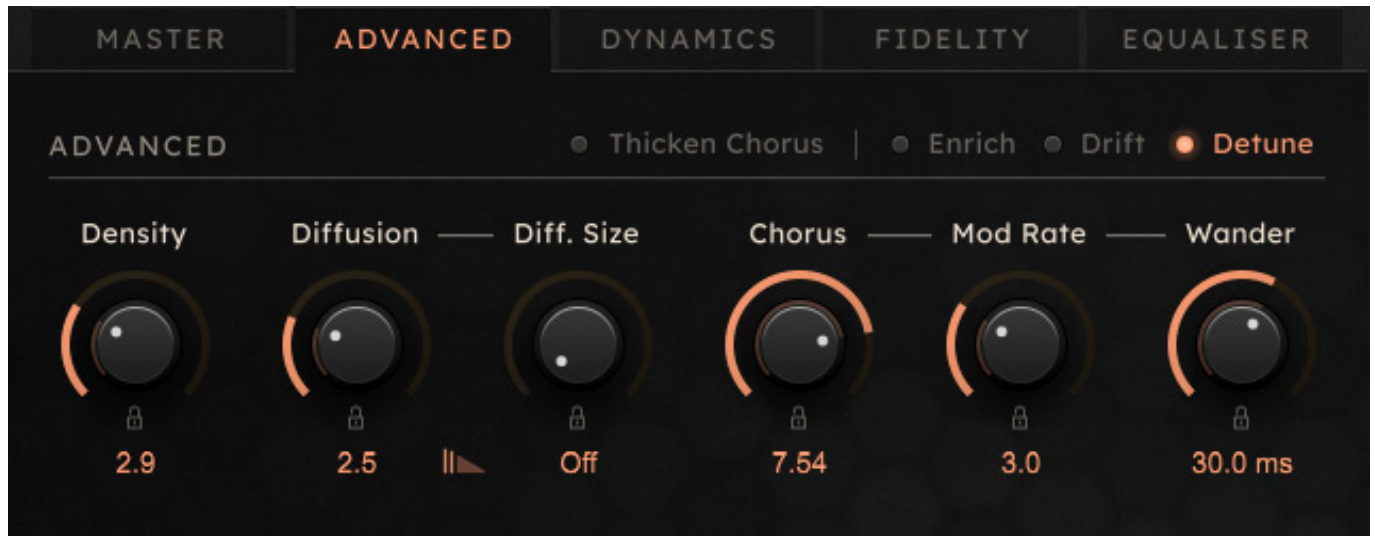 MASTER ADVANCED DYNAMICS FIDELITY EQUALISER
ADVANCED Thicken Chorus | Enrich Drift Detune
Density Diffusion Diff. Size Chorus Mod Rate Wander
2.9 2.5 Off 7.54 3.0 30.0 ms